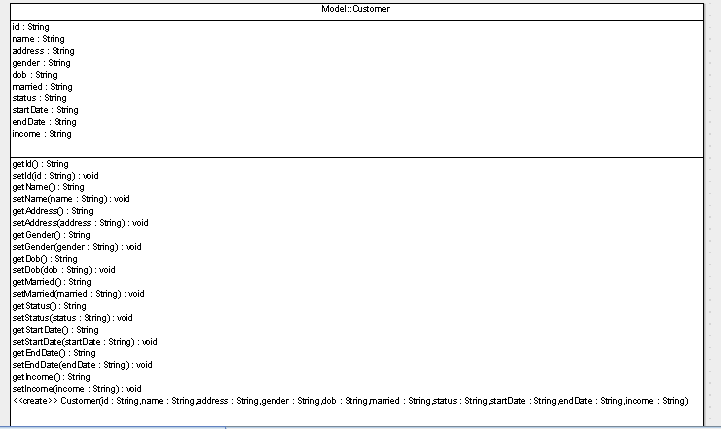 Model::Customer
id : String
name : String
address : String
gender : String
dob : String
married : String
status : String
startDate : String
endDate : String
income : String
getId() : String
setId(id : String) : void
getName() : String
setName(name : String) : void
getAddress() : String
setAddress(address : String) : void
getGender() : String
setGender(gender : String) : void
getDob() : String
setDob(dob : String) : void
getMarried() : String
setMarried(married : String) : void
getStatus() : String
setStatus(status : String) : void
getStartDate() : String
setStartDate(startDate : String) : void
getEndDate() : String
setEndDate(endDate : String) : void
getIncome() : String
setIncome(income : String) : void
<<create>> Customer(id : String,name : String,address : String,gender : String,dob : String,married : String,status : String,startDate : String,endDate : String,income : String)